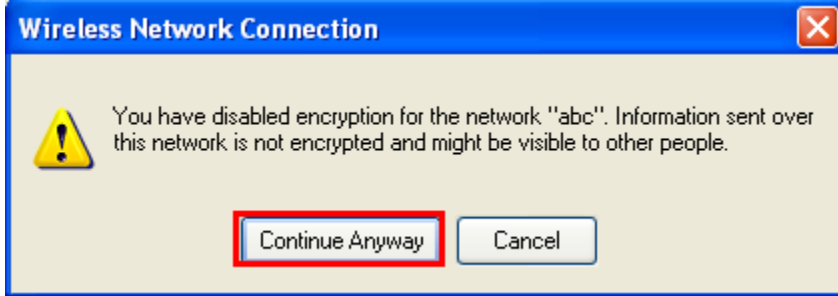 Wireless Network Connection
You have disabled encryption for the network "abc". Information sent over
this network is not encrypted and might be visible to other people.
Continue Anyway
Cancel